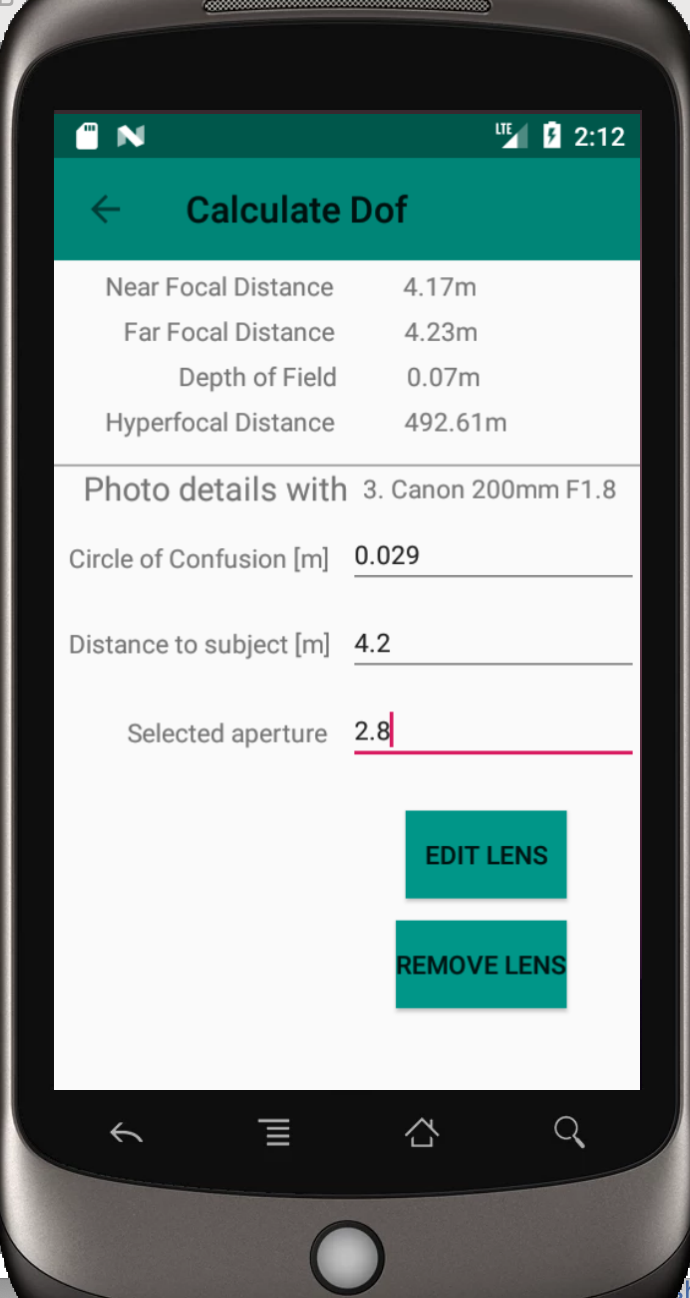 LTE 2:12
Calculate Dof
Near Focal Distance 4.17m
Far Focal Distance 4.23m
Depth of Field 0.07m
Hyperfocal Distance 492.61m
Photo details with 3. Canon 200mm F1.8
Circle of Confusion [m] 0.029
Distance to subject [m] 4.2
Selected aperture 2.8
EDIT LENS
REMOVE LENS